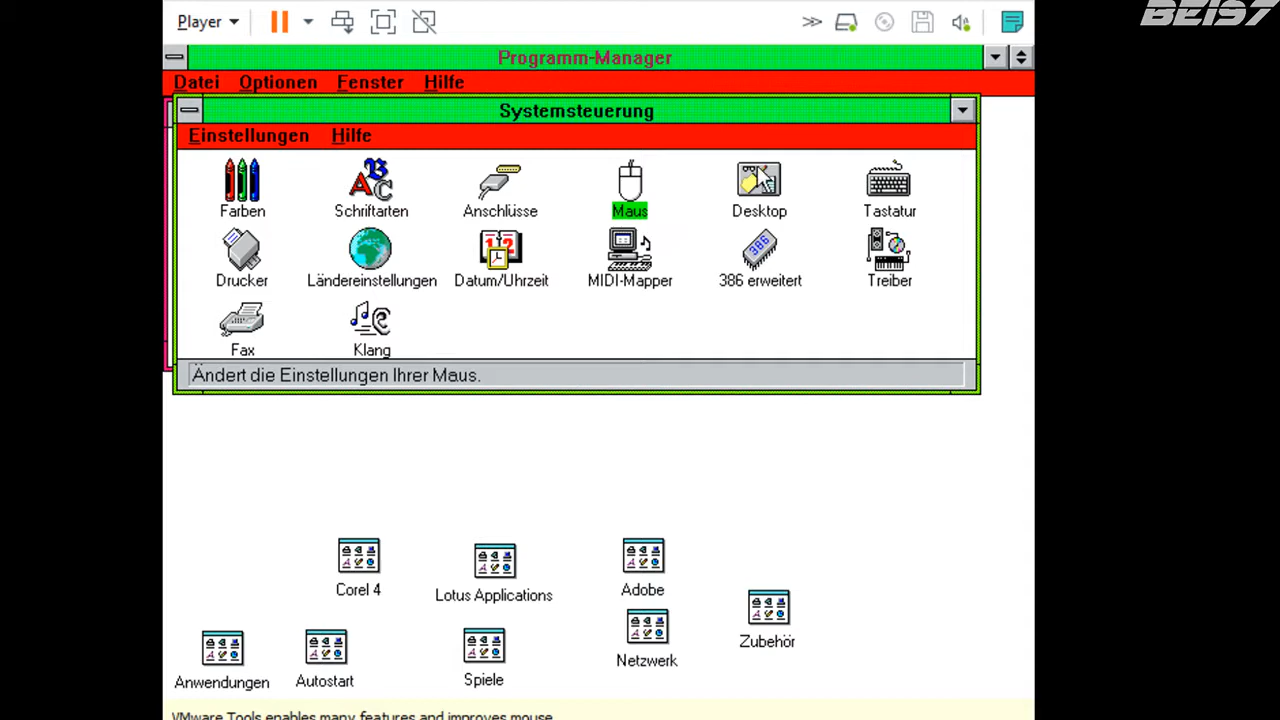 BEI97
Player
Programm-Manager
Datei Optionen Fenster Hilfe
Systemsteuerung
Einstellungen Hilfe
Farben Schriftarten Anschlüsse Maus Desktop Tastatur
Drucker Ländereinstellungen Datum/Uhrzeit MIDI-Mapper 386 erweitert Treiber
Fax Klang
Ändert die Einstellungen Ihrer Maus.
Corel 4 Lotus Applications Adobe
Zubehör
Netzwerk
Anwendungen Autostart Spiele
VMware Tools enables many features and improves mouse